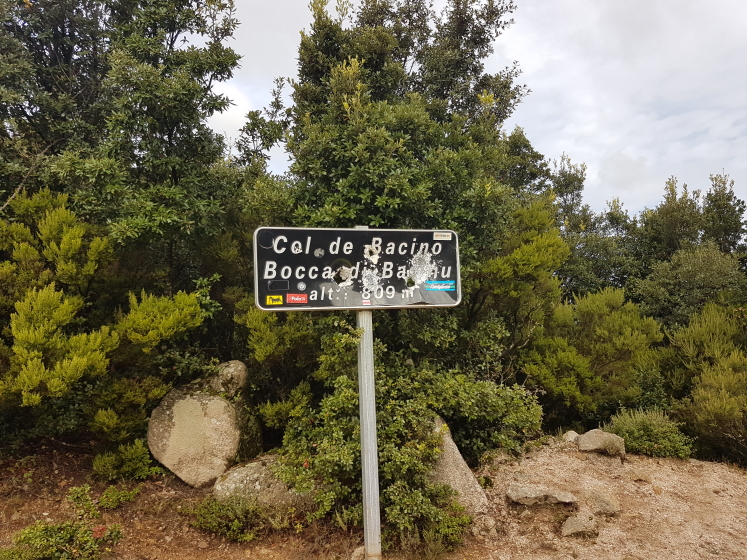 Col de Bacino
Bocca di
alt.: 809 m